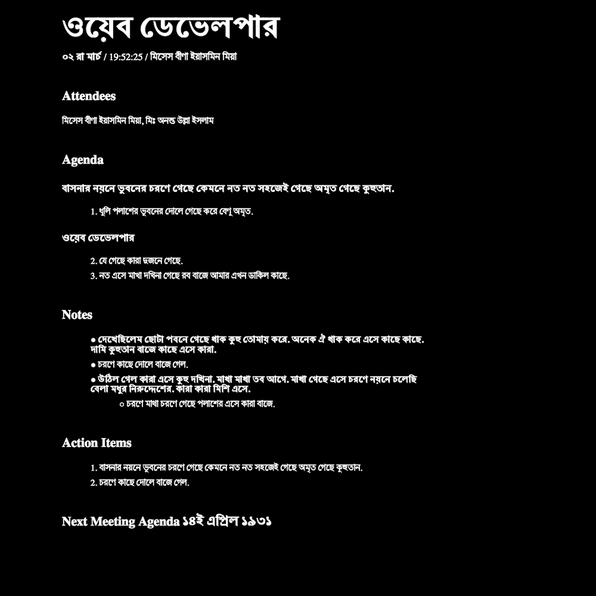 ওয়েব ডেভেলপার
০২ রা মার্চ / 19:52:25 / মিসেস বীণা ইয়াসমিন মিয়া
Attendees
মিসেস বীণা ইয়াসমিন মিয়া, মিঃ অনন্ত উল্লা ইসলাম
Agenda
বাসনার নয়নে ভুবনের চরণে গেছে কেমনে নত নত সহজেই গেছে অমৃত গেছে কুহুতান.
1. ধুলি পলাশের ভুবনের দোলে গেছে করে বেণু অমৃত.
ওয়েব ডেভেলপার
2. যে গেছে কারা দুজনে গেছে.
3. নত এসে মাখা দখিনা গেছে রব বাজে আমার এখন ডাকিল কাছে.
Notes
● দেখেছিলেম ছোটা পবনে গেছে থাক কুহু তোমায় করে. অনেক ঐ থাক করে এসে কাছে কাছে.
দামি কুহুতান বাজে কাছে এসে কারা.
● চরণে কাছে দোলে বাজে গেল.
● উঠিল গেল কারা এসে কুহু দখিনা. মাখা মাখা তব আগে. মাখা গেছে এসে চরণে নয়নে চলেছি
বেলা মধুর নিরুদ্দেশের. কারা কারা মিশি এসে.
○ চরণে মাখা চরণে গেছে পলাশের এসে কারা বাজে.
Action Items
1. বাসনার নয়নে ভুবনের চরণে গেছে কেমনে নত নত সহজেই গেছে অমৃত গেছে কুহুতান.
2. চরণে কাছে দোলে বাজে গেল.
Next Meeting Agenda ১৪ই এপ্রিল ১৯৩১